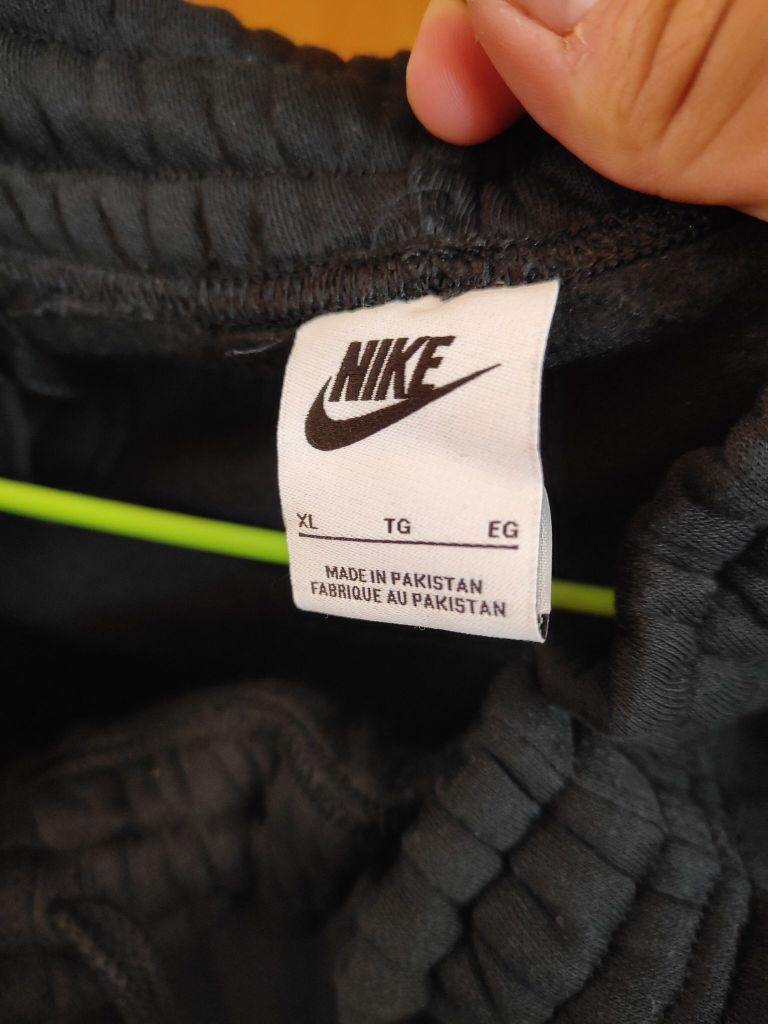 NIKE
XL TG EG
MADE IN PAKISTAN
FABRIQUE AU PAKISTAN